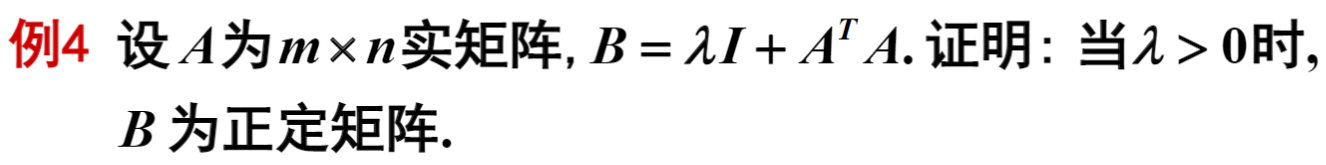 例4 设 A为m×n实矩阵, B = λI + Aᵀ A. 证明: 当λ > 0时,
B 为正定矩阵.